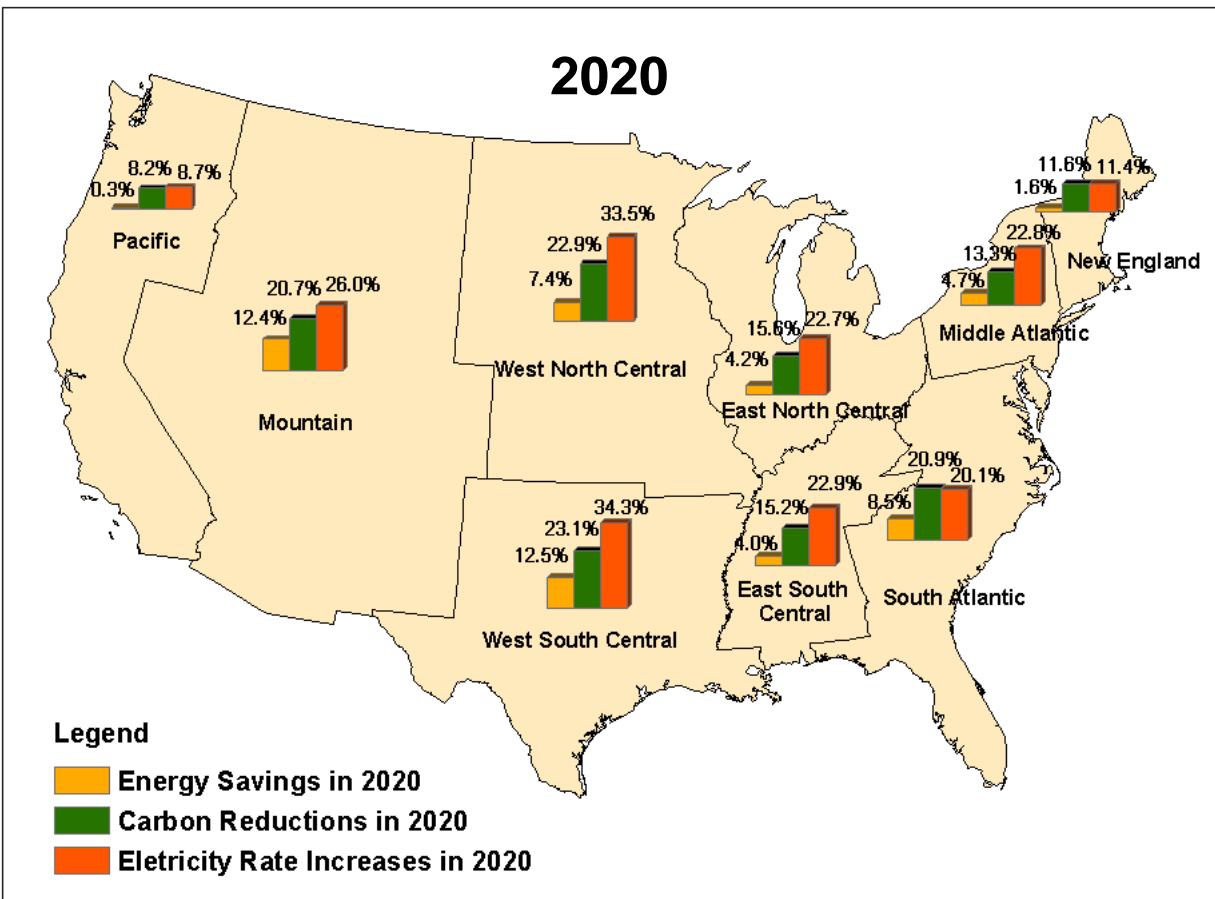 2020
8.2% 8.7%
0.3%
Pacific
20.7% 26.0%
12.4%
Mountain
33.5%
22.9%
7.4%
West North Central
15.6% 22.7%
4.2%
East North Central
11.6% 11.4%
1.6%
New England
22.8%
13.3%
4.7%
Middle Atlantic
34.3%
23.1%
12.5%
West South Central
22.9%
15.2%
4.0%
East South
Central
20.9%
20.1%
8.5%
South Atlantic
Legend
Energy Savings in 2020
Carbon Reductions in 2020
Eletricity Rate Increases in 2020